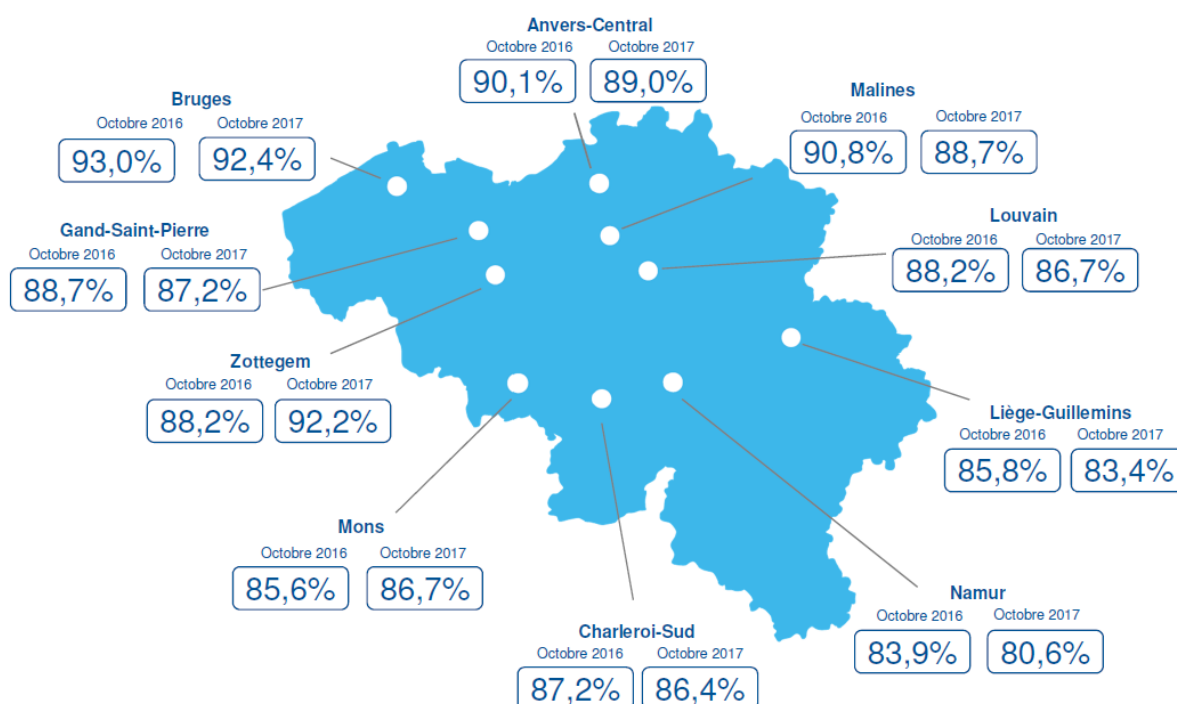 Anvers-Central
Octobre 2016 Octobre 2017
90,1% 89,0%
Bruges
Octobre 2016 Octobre 2017
93,0% 92,4%
Malines
Octobre 2016 Octobre 2017
90,8% 88,7%
Gand-Saint-Pierre
Octobre 2016 Octobre 2017
88,7% 87,2%
Louvain
Octobre 2016 Octobre 2017
88,2% 86,7%
Zottegem
Octobre 2016 Octobre 2017
88,2% 92,2%
Liège-Guillemins
Octobre 2016 Octobre 2017
85,8% 83,4%
Mons
Octobre 2016 Octobre 2017
85,6% 86,7%
Namur
Octobre 2016 Octobre 2017
83,9% 80,6%
Charleroi-Sud
Octobre 2016 Octobre 2017
87,2% 86,4%